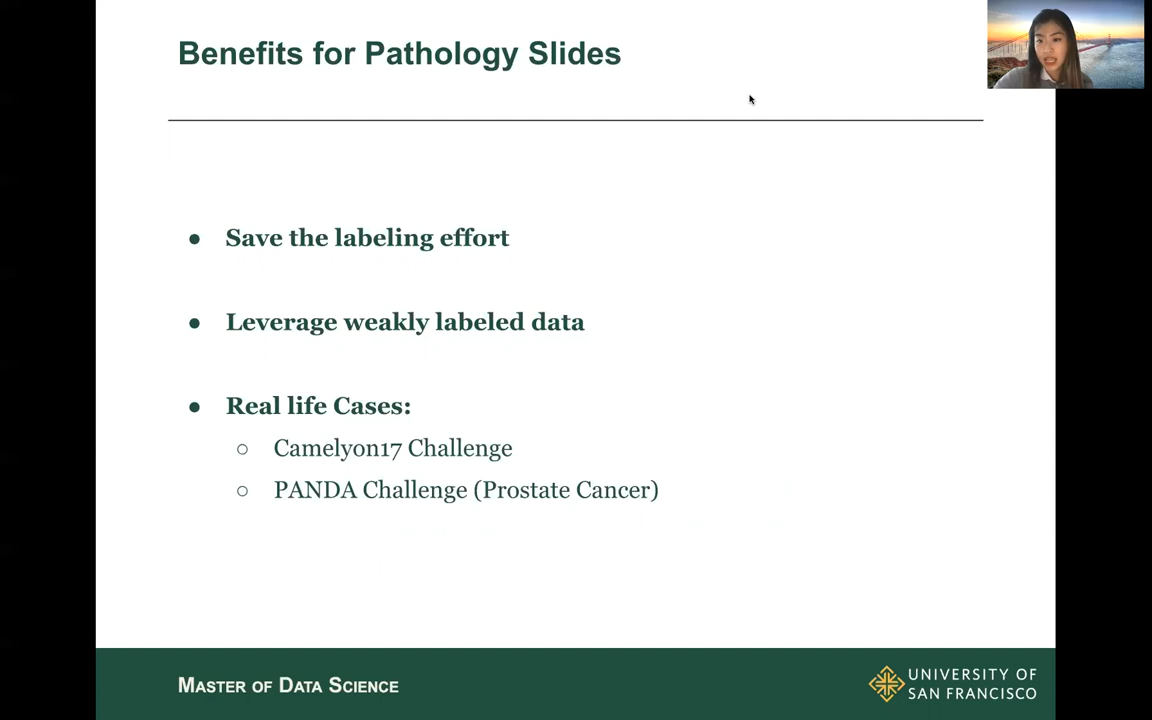 Benefits for Pathology Slides
● Save the labeling effort
● Leverage weakly labeled data
● Real life Cases:
○ Camelyon17 Challenge
○ PANDA Challenge (Prostate Cancer)
MASTER OF DATA SCIENCE
UNIVERSITY OF
SAN FRANCISCO